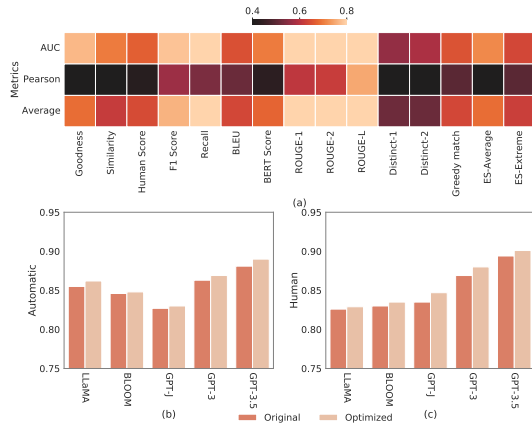 0.4 0.6 0.8
Metrics
AUC
Pearson
Average
Goodness
Similarity
Human Score
F1 Score
Recall
BLEU
BERT Score
ROUGE-1
ROUGE-2
ROUGE-L
Distinct-1
Distinct-2
Greedy match
ES-Average
ES-Extreme
(a)
Automatic
0.95
0.90
0.85
0.80
0.75
LLaMA
BLOOM
GPT-J
GPT-3
GPT-3.5
(b)
Human
0.95
0.90
0.85
0.80
0.75
LLaMA
BLOOM
GPT-J
GPT-3
GPT-3.5
(c)
Original Optimized